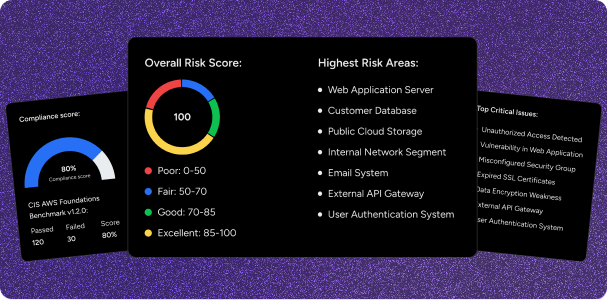 Compliance score:
80%
Compliance score
CIS AWS Foundations
Benchmark v1.2.0:
Passed Failed Score
120 30 80%
Overall Risk Score:
100
Poor: 0-50
Fair: 50-70
Good: 70-85
Excellent: 85-100
Highest Risk Areas:
Web Application Server
Customer Database
Public Cloud Storage
Internal Network Segment
Email System
External API Gateway
User Authentication System
Top Critical Issues:
Unauthorized Access Detected
Vulnerability in Web Application
Misconfigured Security Group
Expired SSL Certificates
Data Encryption Weakness
External API Gateway
ser Authentication System